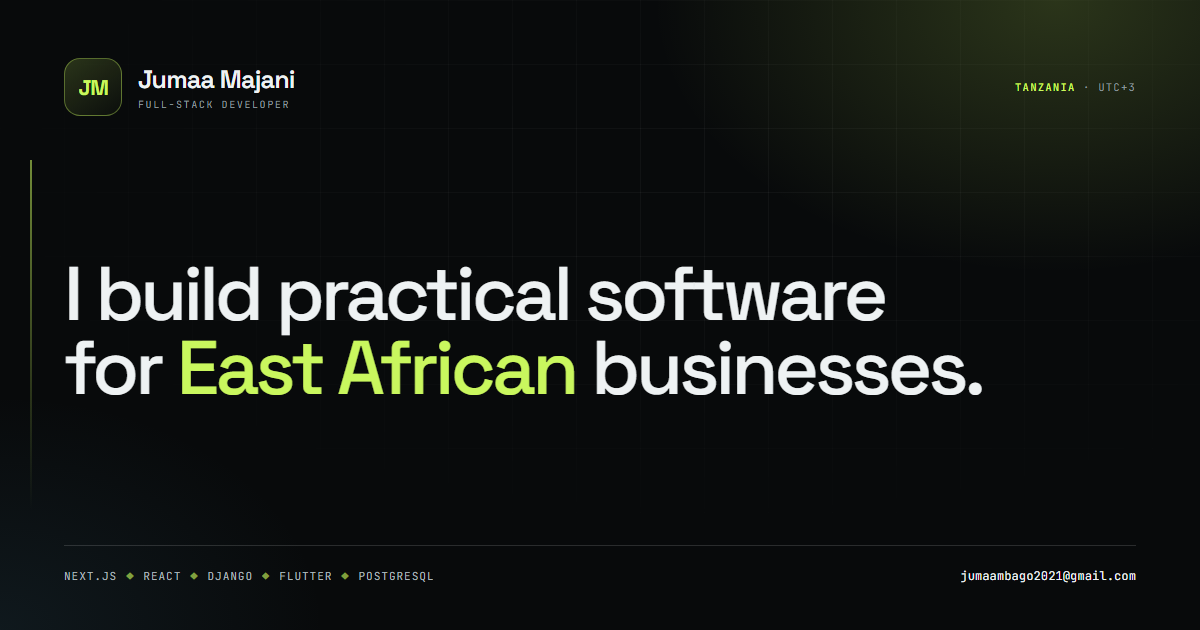 JM
Jumaa Majani
FULL-STACK DEVELOPER
TANZANIA · UTC+3
I build practical software
for East African businesses.
NEXT.JS ◆ REACT ◆ DJANGO ◆ FLUTTER ◆ POSTGRESQL
jumaambago2021@gmail.com